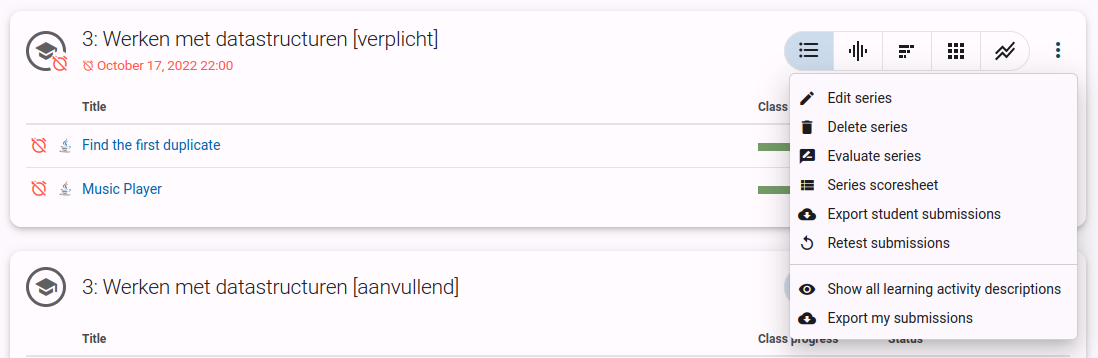 3: Werken met datastructuren [verplicht]
October 17, 2022 22:00
Title
Class
Find the first duplicate
Music Player
Edit series
Delete series
Evaluate series
Series scoresheet
Export student submissions
Retest submissions
Show all learning activity descriptions
Export my submissions
3: Werken met datastructuren [aanvullend]
Title
Class progress
Status